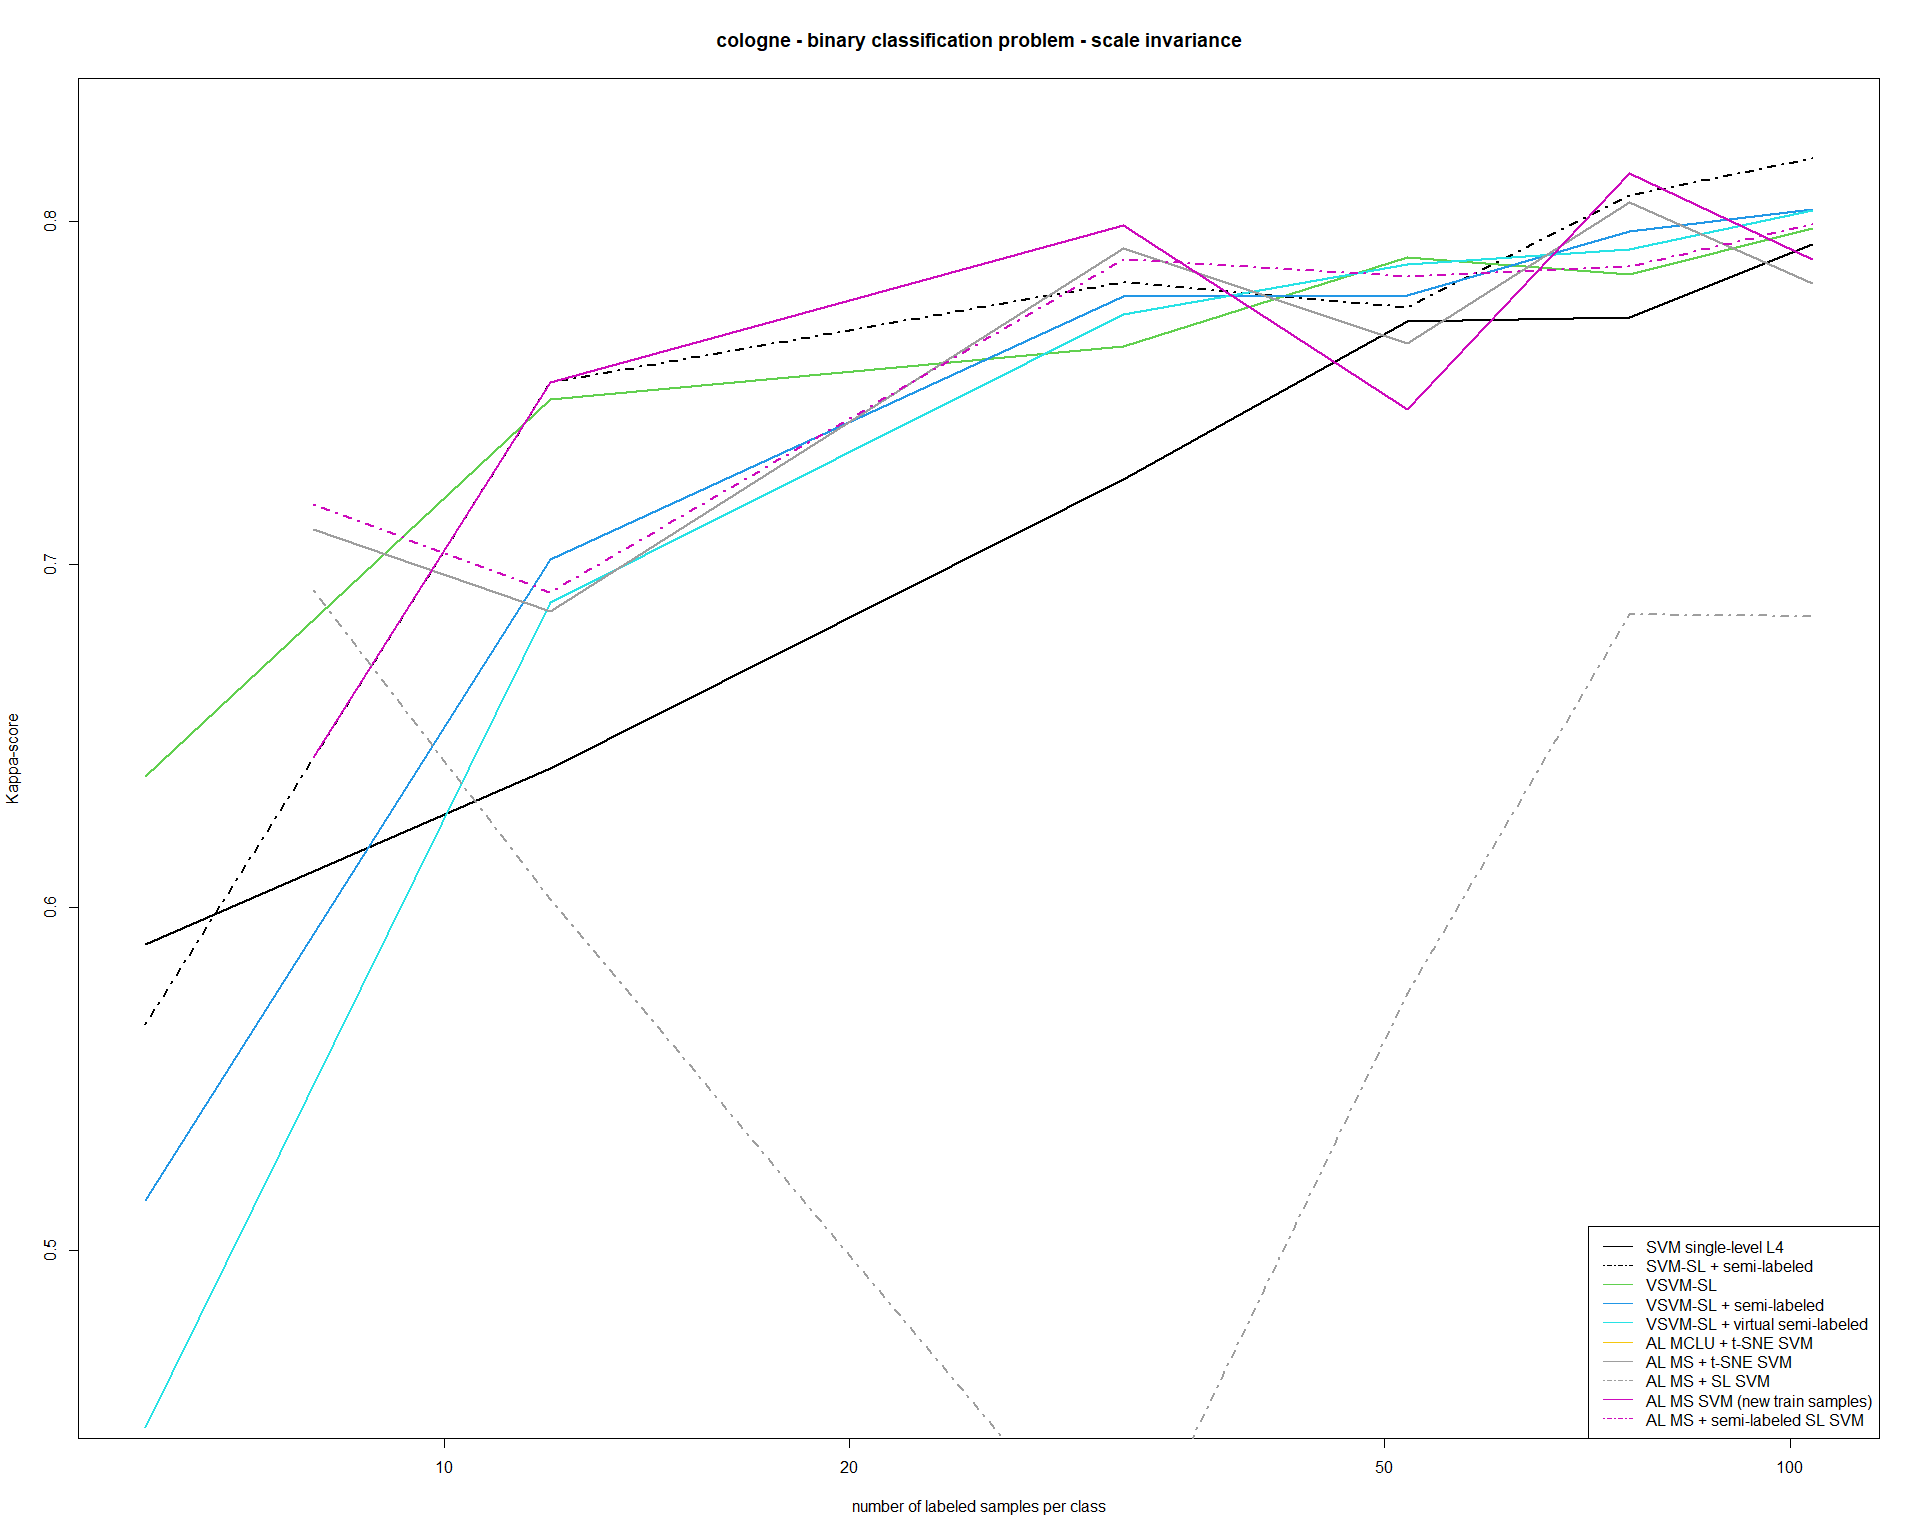 cologne - binary classification problem - scale invariance
0.8
0.7
0.6
0.5
Kappa-score
10
20
50
100
number of labeled samples per class
SVM single-level L4
SVM-SL + semi-labeled
VSVM-SL
VSVM-SL + semi-labeled
VSVM-SL + virtual semi-labeled
AL MCLU + t-SNE SVM
AL MS + t-SNE SVM
AL MS + SL SVM
AL MS SVM (new train samples)
AL MS + semi-labeled SL SVM